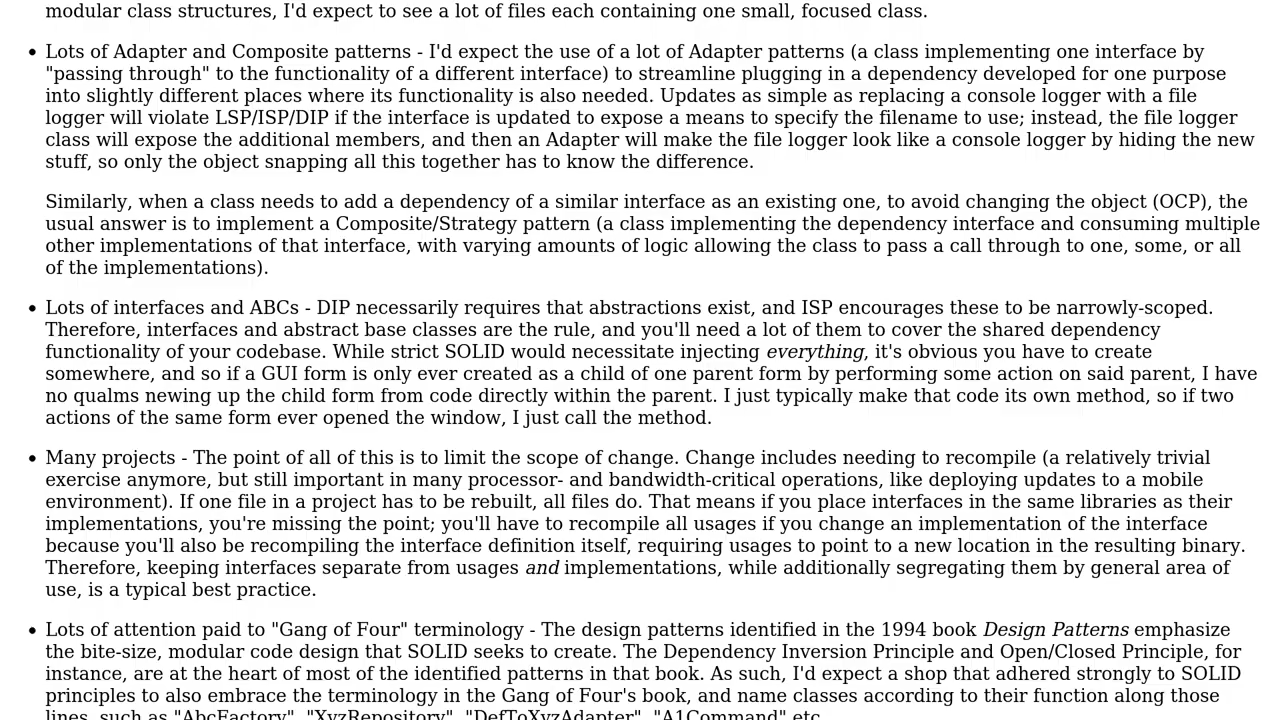 modular class structures, I'd expect to see a lot of files each containing one small, focused class.
• Lots of Adapter and Composite patterns - I'd expect the use of a lot of Adapter patterns (a class implementing one interface by
"passing through" to the functionality of a different interface) to streamline plugging in a dependency developed for one purpose
into slightly different places where its functionality is also needed. Updates as simple as replacing a console logger with a file
logger will violate LSP/ISP/DIP if the interface is updated to expose a means to specify the filename to use; instead, the file logger
class will expose the additional members, and then an Adapter will make the file logger look like a console logger by hiding the new
stuff, so only the object snapping all this together has to know the difference.
Similarly, when a class needs to add a dependency of a similar interface as an existing one, to avoid changing the object (OCP), the
usual answer is to implement a Composite/Strategy pattern (a class implementing the dependency interface and consuming multiple
other implementations of that interface, with varying amounts of logic allowing the class to pass a call through to one, some, or all
of the implementations).
• Lots of interfaces and ABCs - DIP necessarily requires that abstractions exist, and ISP encourages these to be narrowly-scoped.
Therefore, interfaces and abstract base classes are the rule, and you'll need a lot of them to cover the shared dependency
functionality of your codebase. While strict SOLID would necessitate injecting everything, it's obvious you have to create
somewhere, and so if a GUI form is only ever created as a child of one parent form by performing some action on said parent, I have
no qualms newing up the child form from code directly within the parent. I just typically make that code its own method, so if two
actions of the same form ever opened the window, I just call the method.
• Many projects - The point of all of this is to limit the scope of change. Change includes needing to recompile (a relatively trivial
exercise anymore, but still important in many processor- and bandwidth-critical operations, like deploying updates to a mobile
environment). If one file in a project has to be rebuilt, all files do. That means if you place interfaces in the same libraries as their
implementations, you're missing the point; you'll have to recompile all usages if you change an implementation of the interface
because you'll also be recompiling the interface definition itself, requiring usages to point to a new location in the resulting binary.
Therefore, keeping interfaces separate from usages and implementations, while additionally segregating them by general area of
use, is a typical best practice.
• Lots of attention paid to "Gang of Four" terminology - The design patterns identified in the 1994 book Design Patterns emphasize
the bite-size, modular code design that SOLID seeks to create. The Dependency Inversion Principle and Open/Closed Principle, for
instance, are at the heart of most of the identified patterns in that book. As such, I'd expect a shop that adhered strongly to SOLID
principles to also embrace the terminology in the Gang of Four's book, and name classes according to their function along those
lines, such as "AbcFactory", "XyzRepository", "DefToXyzAdapter", "A1Command" etc.